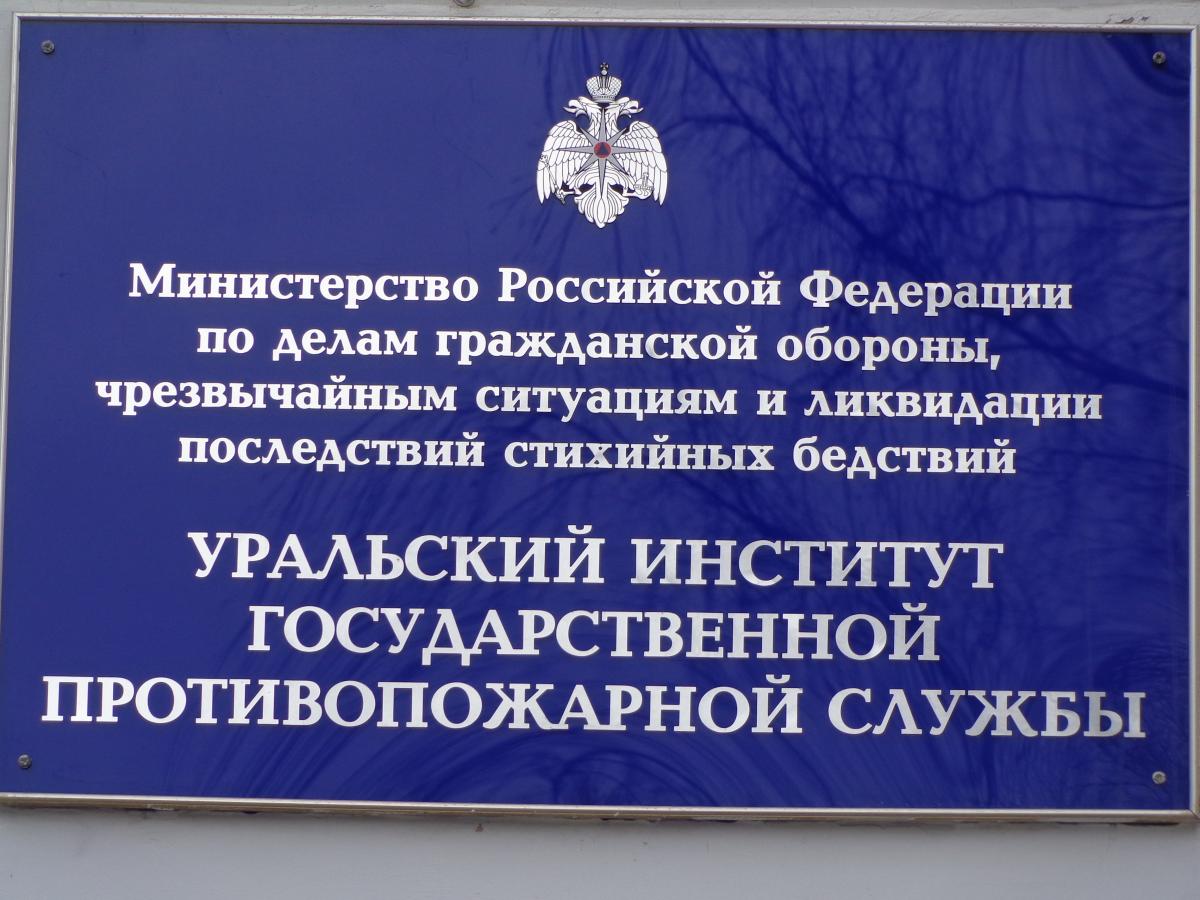 Министерство Российской Федерации
по делам гражданской обороны,
чрезвычайным ситуациям и ликвидации
последствий стихийных бедствий
УРАЛЬСКИЙ ИНСТИТУТ
ГОСУДАРСТВЕННОЙ
ПРОТИВОПОЖАРНОЙ СЛУЖБЫ